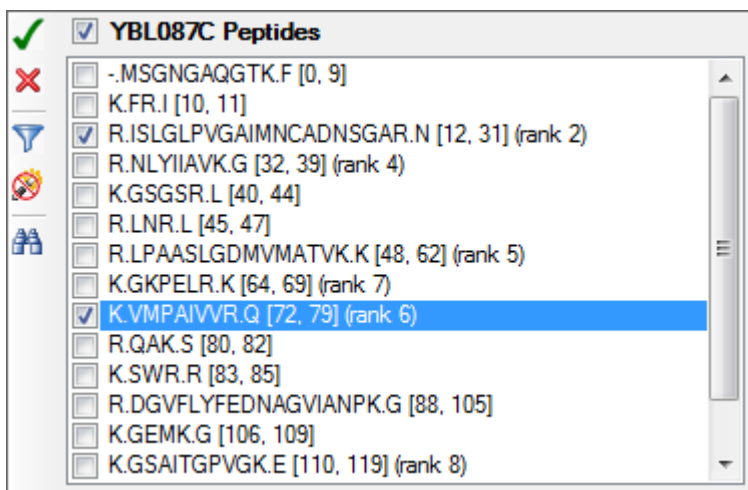 YBL087C Peptides
-.MSGNGAQGTK.F [0, 9]
K.FR.I [10, 11]
R.ISLGLPVGAIMNCADNSGAR.N [12, 31] (rank 2)
R.NLYIIAVK.G [32, 39] (rank 4)
K.GSGSR.L [40, 44]
R.LNR.L [45, 47]
R.LPAASLGDMVMATVK.K [48, 62] (rank 5)
K.GKPELR.K [64, 69] (rank 7)
K.VMPAIVVR.Q [72, 79] (rank 6)
R.QAK.S [80, 82]
K.SWR.R [83, 85]
R.DGVFLYFEDNAGVIANPK.G [88, 105]
K.GEMK.G [106, 109]
K.GSAITGPVGK.E [110, 119] (rank 8)